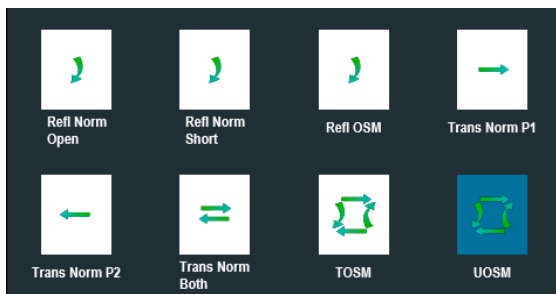 Refl Norm
Open
Refl Norm
Short
Refl OSM
Trans Norm P1
Trans Norm P2
Trans Norm
Both
TOSM
UOSM